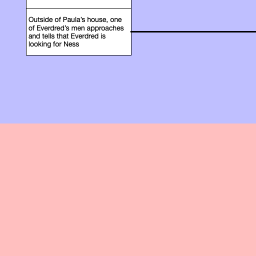 Outside of Paula's house, one
of Everdred's men approaches
and tells that Everdred is
looking for Ness